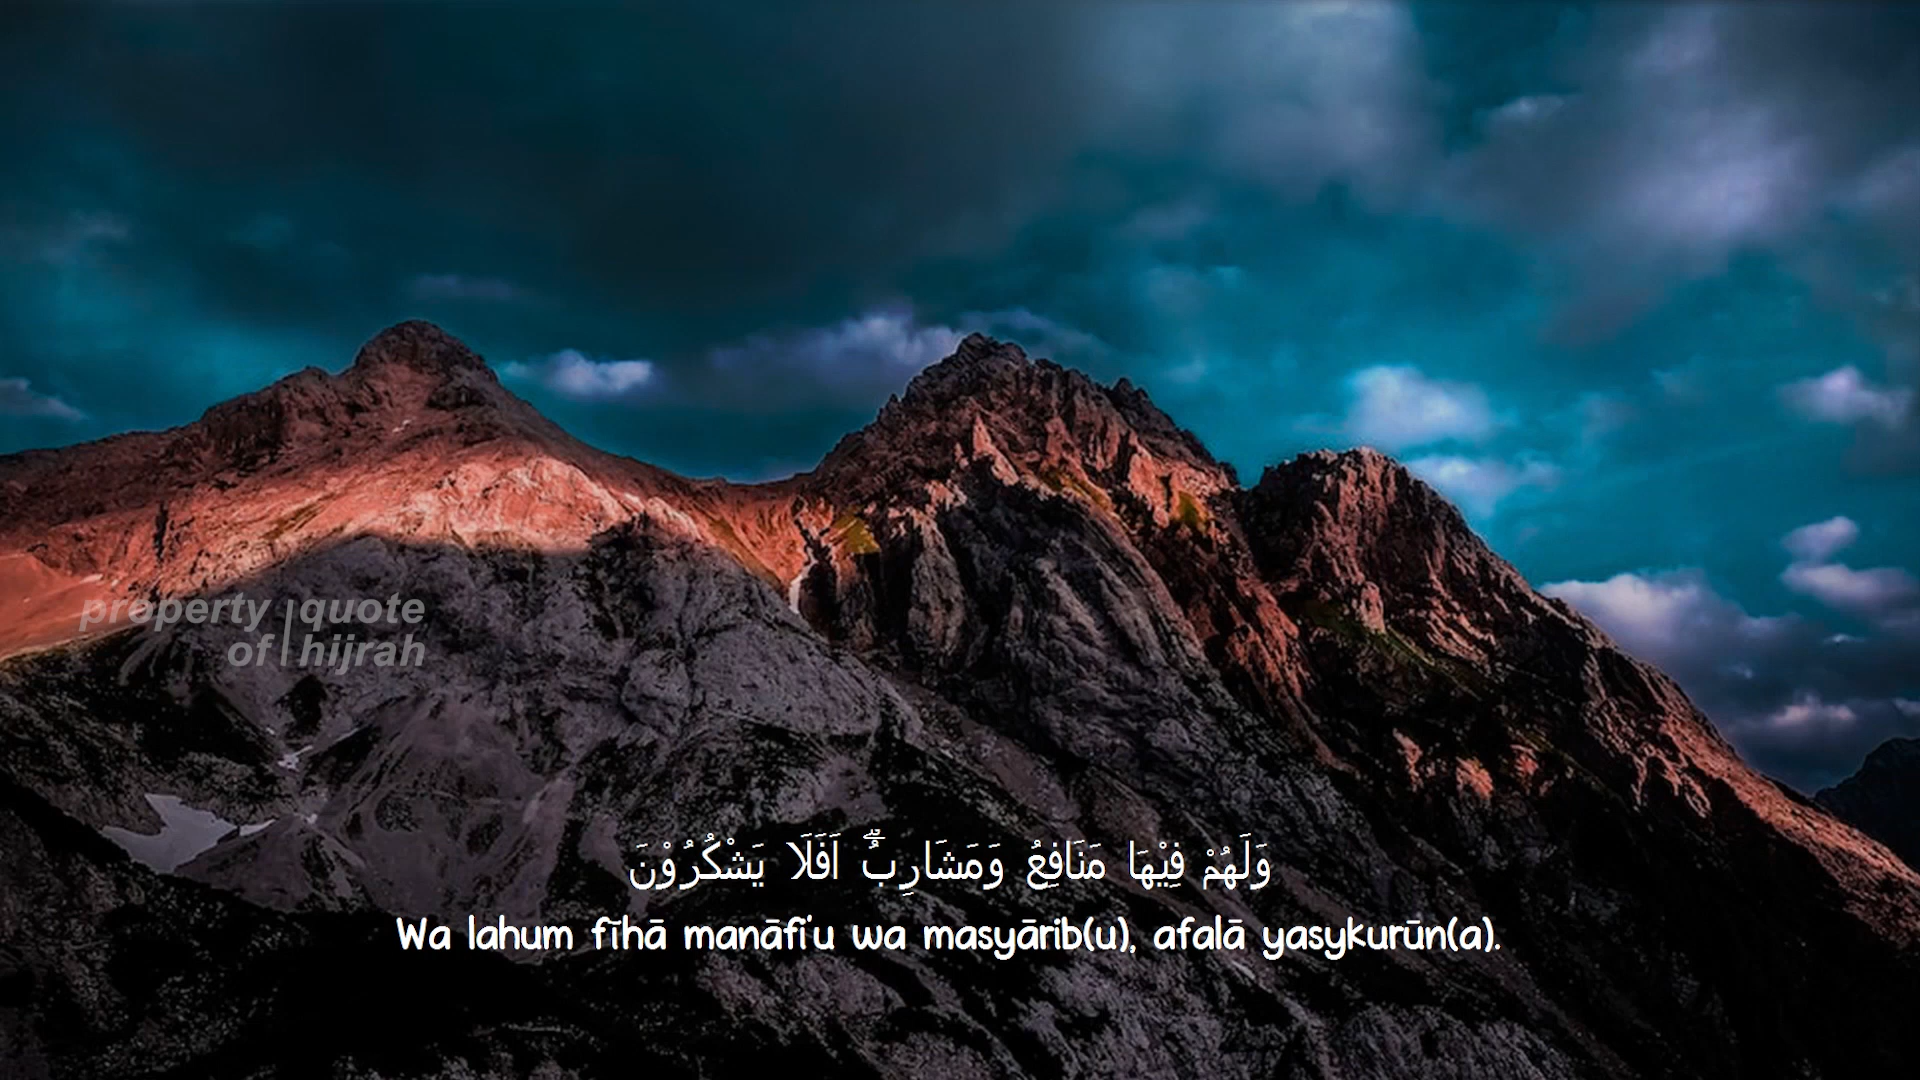 property | quote
of | hijrah
وَلَهُمْ فِيْهَا مَنَافِعُ وَمَشَارِبُۗ اَفَلَا يَشْكُرُوْنَ
Wa lahum fīhā manāfi‘u wa masyārib(u), afalā yasykurūn(a).